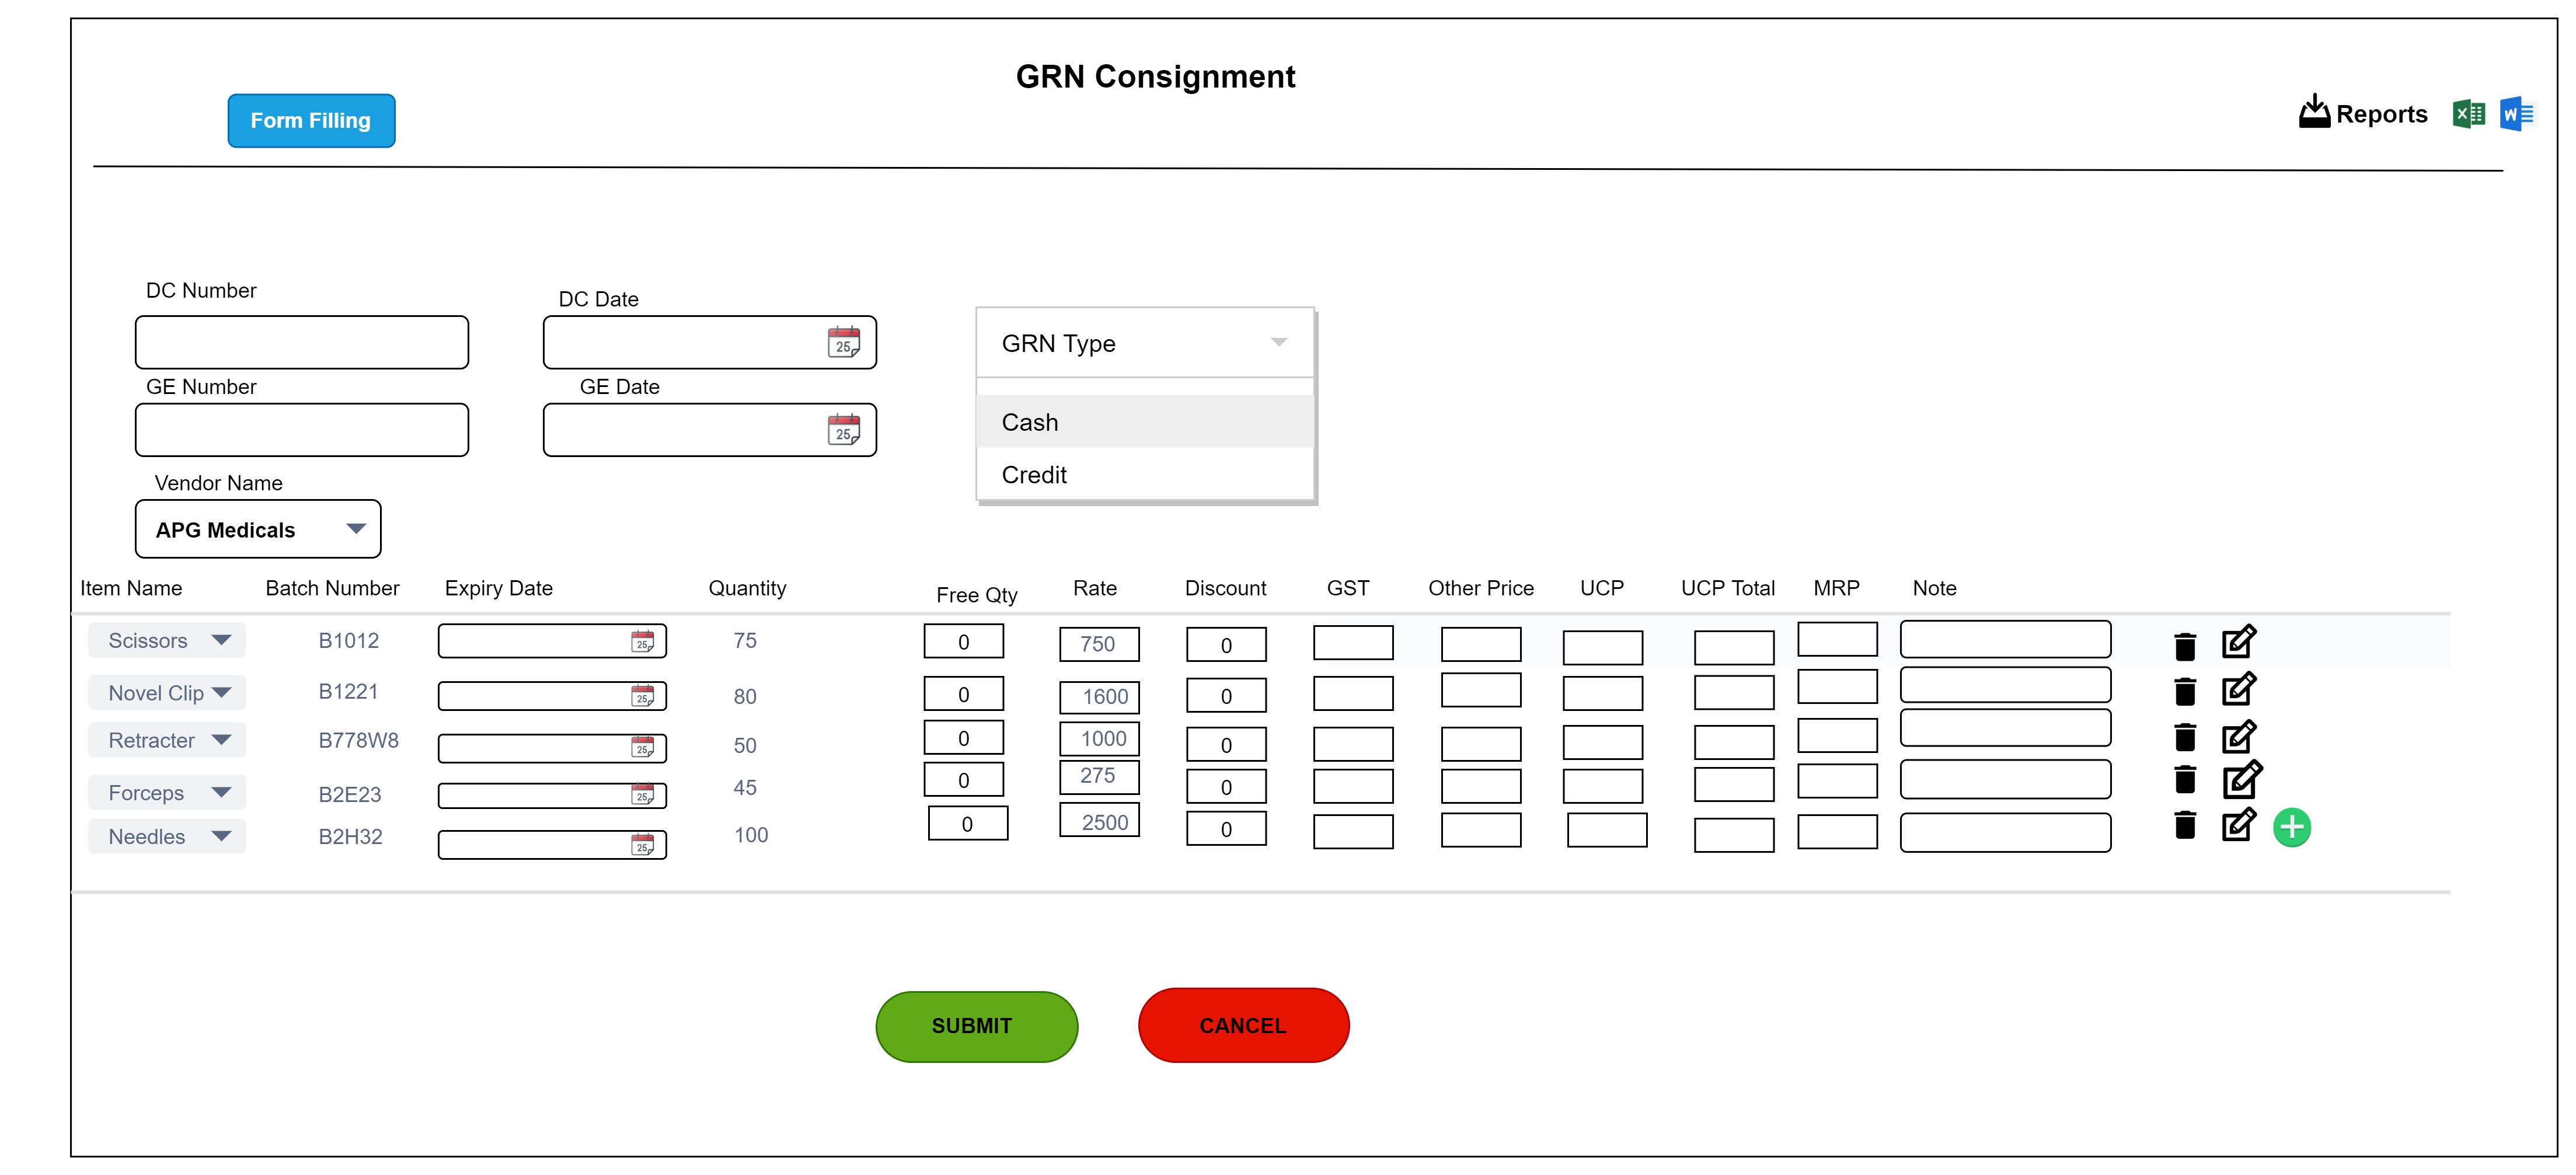 GRN Consignment
Form Filling
Reports
DC Number
DC Date
GRN Type
GE Number
GE Date
Cash
Credit
Vendor Name
APG Medicals
Item Name Batch Number Expiry Date Quantity Free Qty Rate Discount GST Other Price UCP UCP Total MRP Note
Scissors B1012 25 75 0 750 0
Novel Clip B1221 25 80 0 1600 0
Retracter B778W8 25 50 0 1000 0
Forceps B2E23 25 45 0 275 0
Needles B2H32 25 100 0 2500 0
SUBMIT CANCEL